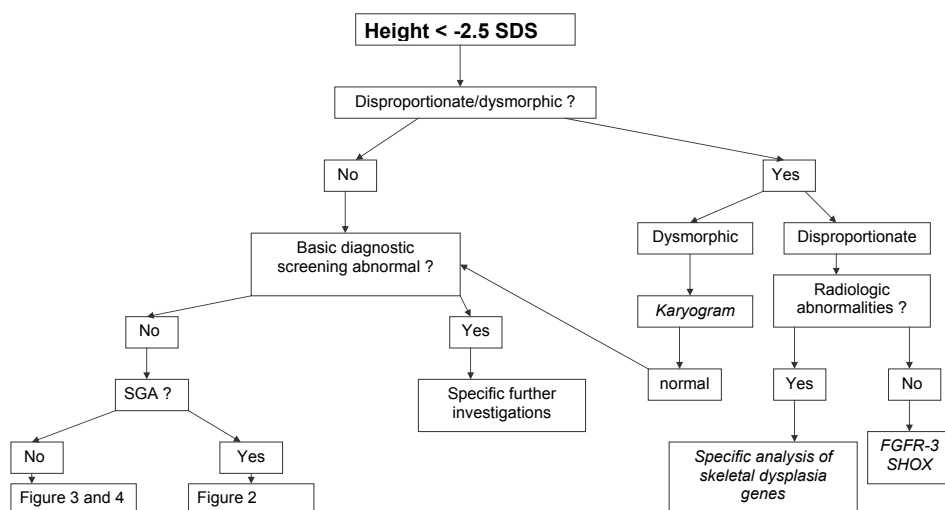 Height < -2.5 SDS
Disproportionate/dysmorphic ?
No
Yes
Basic diagnostic
screening abnormal ?
Dysmorphic
Disproportionate
Karyogram
Radiologic
abnormalities ?
No
Yes
normal
Yes
No
SGA ?
Specific further
investigations
No
Yes
Specific analysis of
skeletal dysplasia
genes
FGFR-3
SHOX
Figure 3 and 4
Figure 2